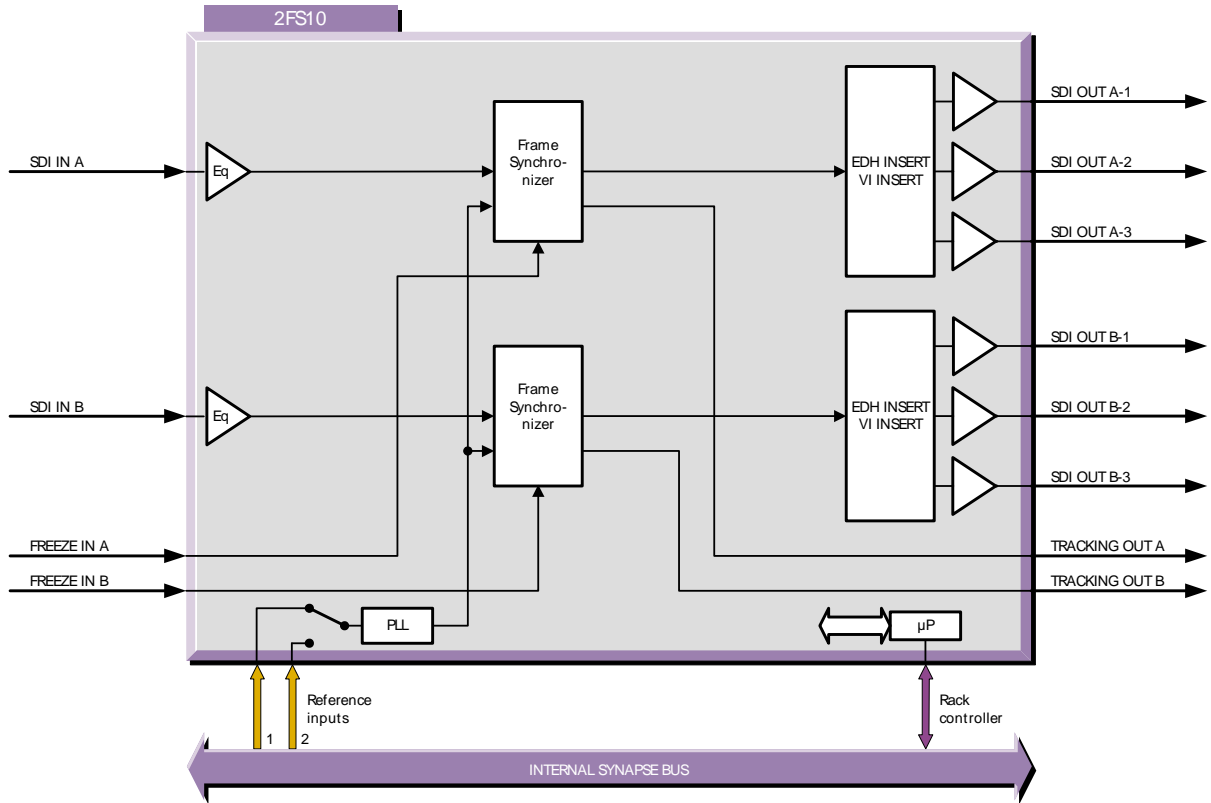 2FS10
SDI IN A
Eq
Frame
Synchro-
nizer
EDH INSERT
VI INSERT
SDI OUT A-1
SDI OUT A-2
SDI OUT A-3
SDI IN B
Eq
Frame
Synchro-
nizer
EDH INSERT
VI INSERT
SDI OUT B-1
SDI OUT B-2
SDI OUT B-3
FREEZE IN A
FREEZE IN B
TRACKING OUT A
TRACKING OUT B
PLL
µP
1
2
Reference
inputs
Rack
controller
INTERNAL SYNAPSE BUS